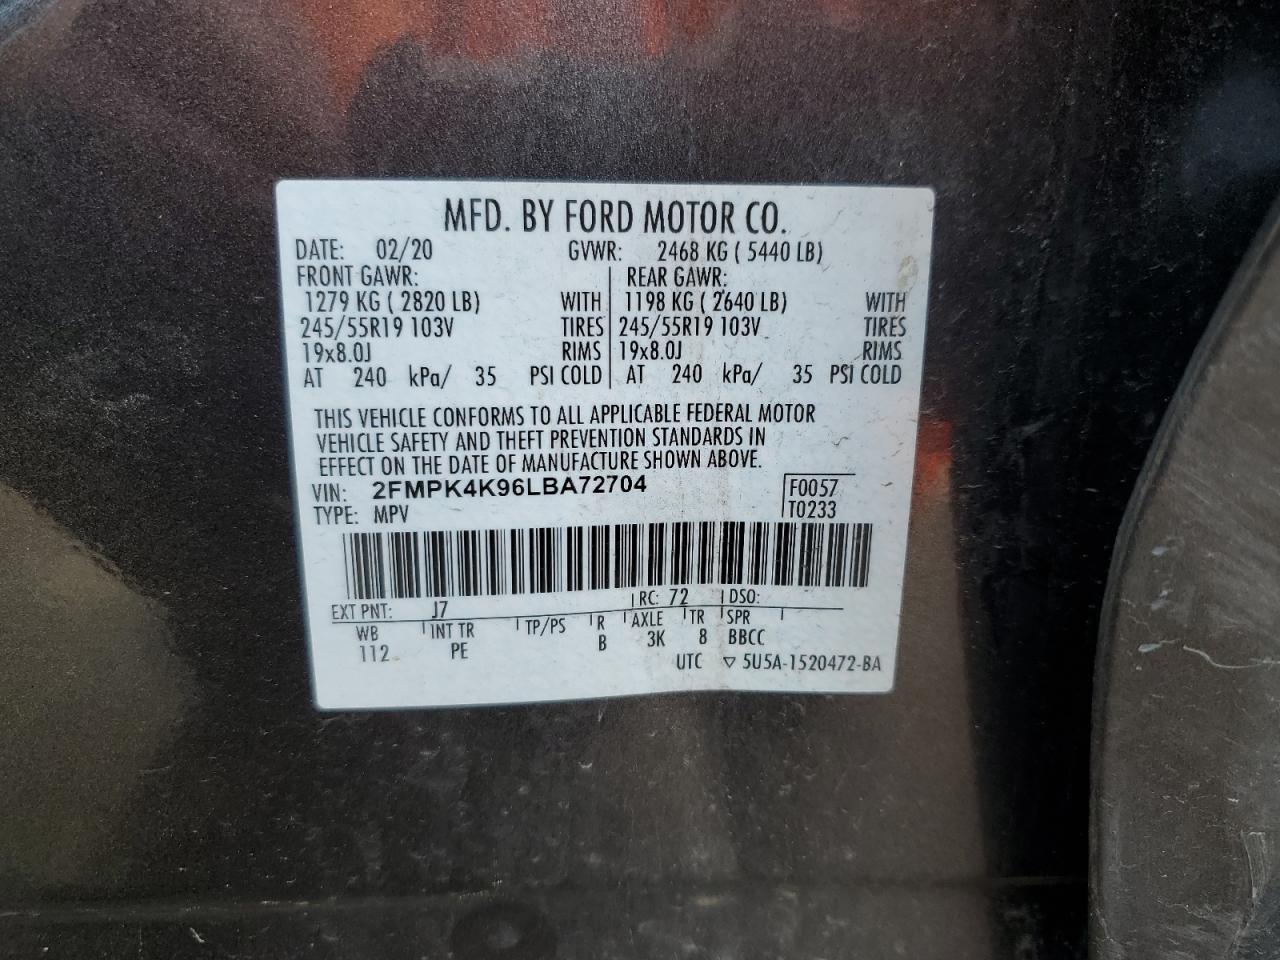 MFD. BY FORD MOTOR CO.
DATE: 02/20 GVWR: 2468 KG ( 5440 LB)
FRONT GAWR: REAR GAWR:
1279 KG ( 2820 LB) WITH 1198 KG ( 2640 LB) WITH
245/55R19 103V TIRES 245/55R19 103V TIRES
19x8.0J RIMS 19x8.0J RIMS
AT 240 kPa/ 35 PSI COLD AT 240 kPa/ 35 PSI COLD
THIS VEHICLE CONFORMS TO ALL APPLICABLE FEDERAL MOTOR
VEHICLE SAFETY AND THEFT PREVENTION STANDARDS IN
EFFECT ON THE DATE OF MANUFACTURE SHOWN ABOVE.
VIN: 2FMPK4K96LBA72704 F0057
TYPE: MPV T0233
EXT PNT: J7 RC: 72 DSO:
WB INT TR TP/PS R AXLE TR SPR
112 PE B 3K 8 BBCC
UTC ▽ 5U5A-1520472-BA